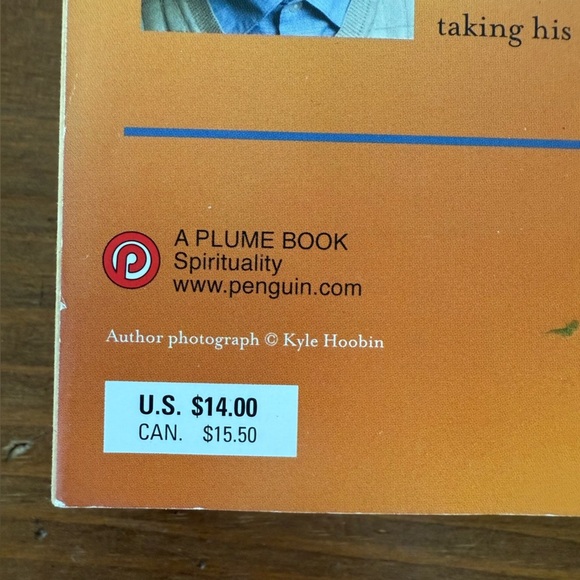 taking his
A PLUME BOOK
Spirituality
www.penguin.com
Author photograph © Kyle Hoobin
U.S. $14.00
CAN. $15.50